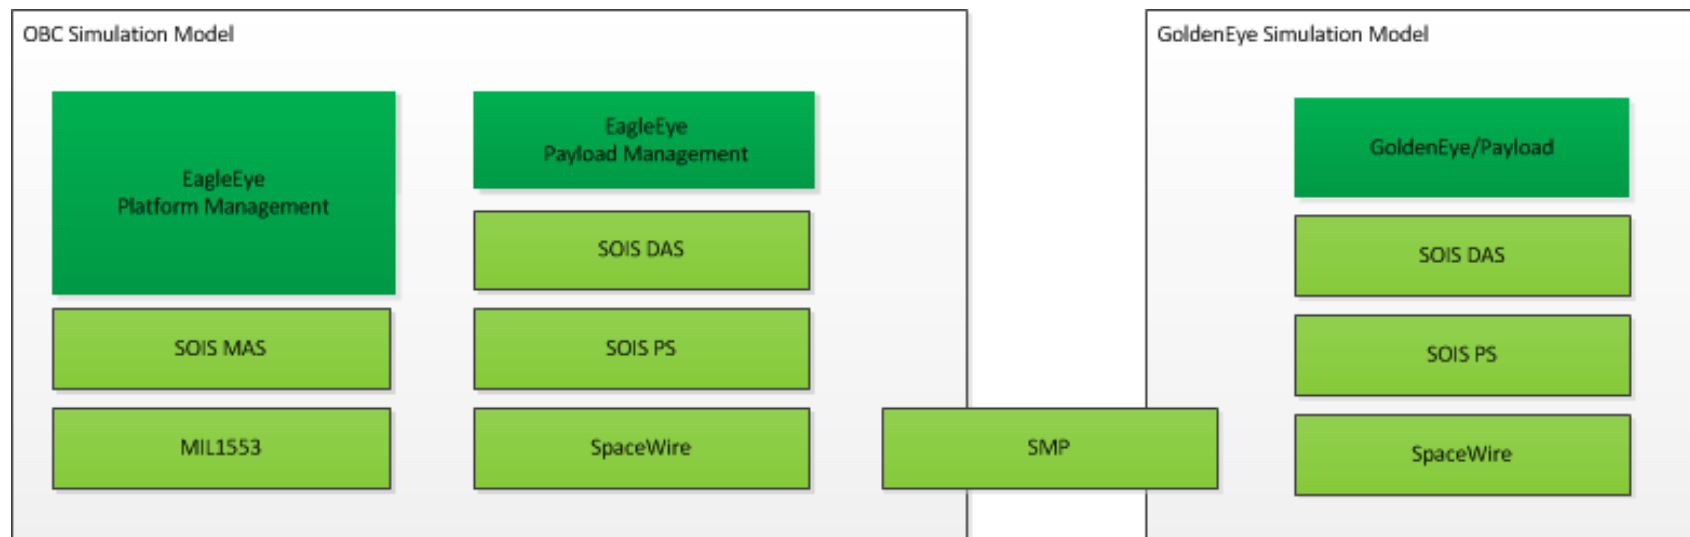 OBC Simulation Model
EagleEye
Platform Management
SOIS MAS
MIL1553
EagleEye
Payload Management
SOIS DAS
SOIS PS
SpaceWire
SMP
GoldenEye Simulation Model
GoldenEye/Payload
SOIS DAS
SOIS PS
SpaceWire